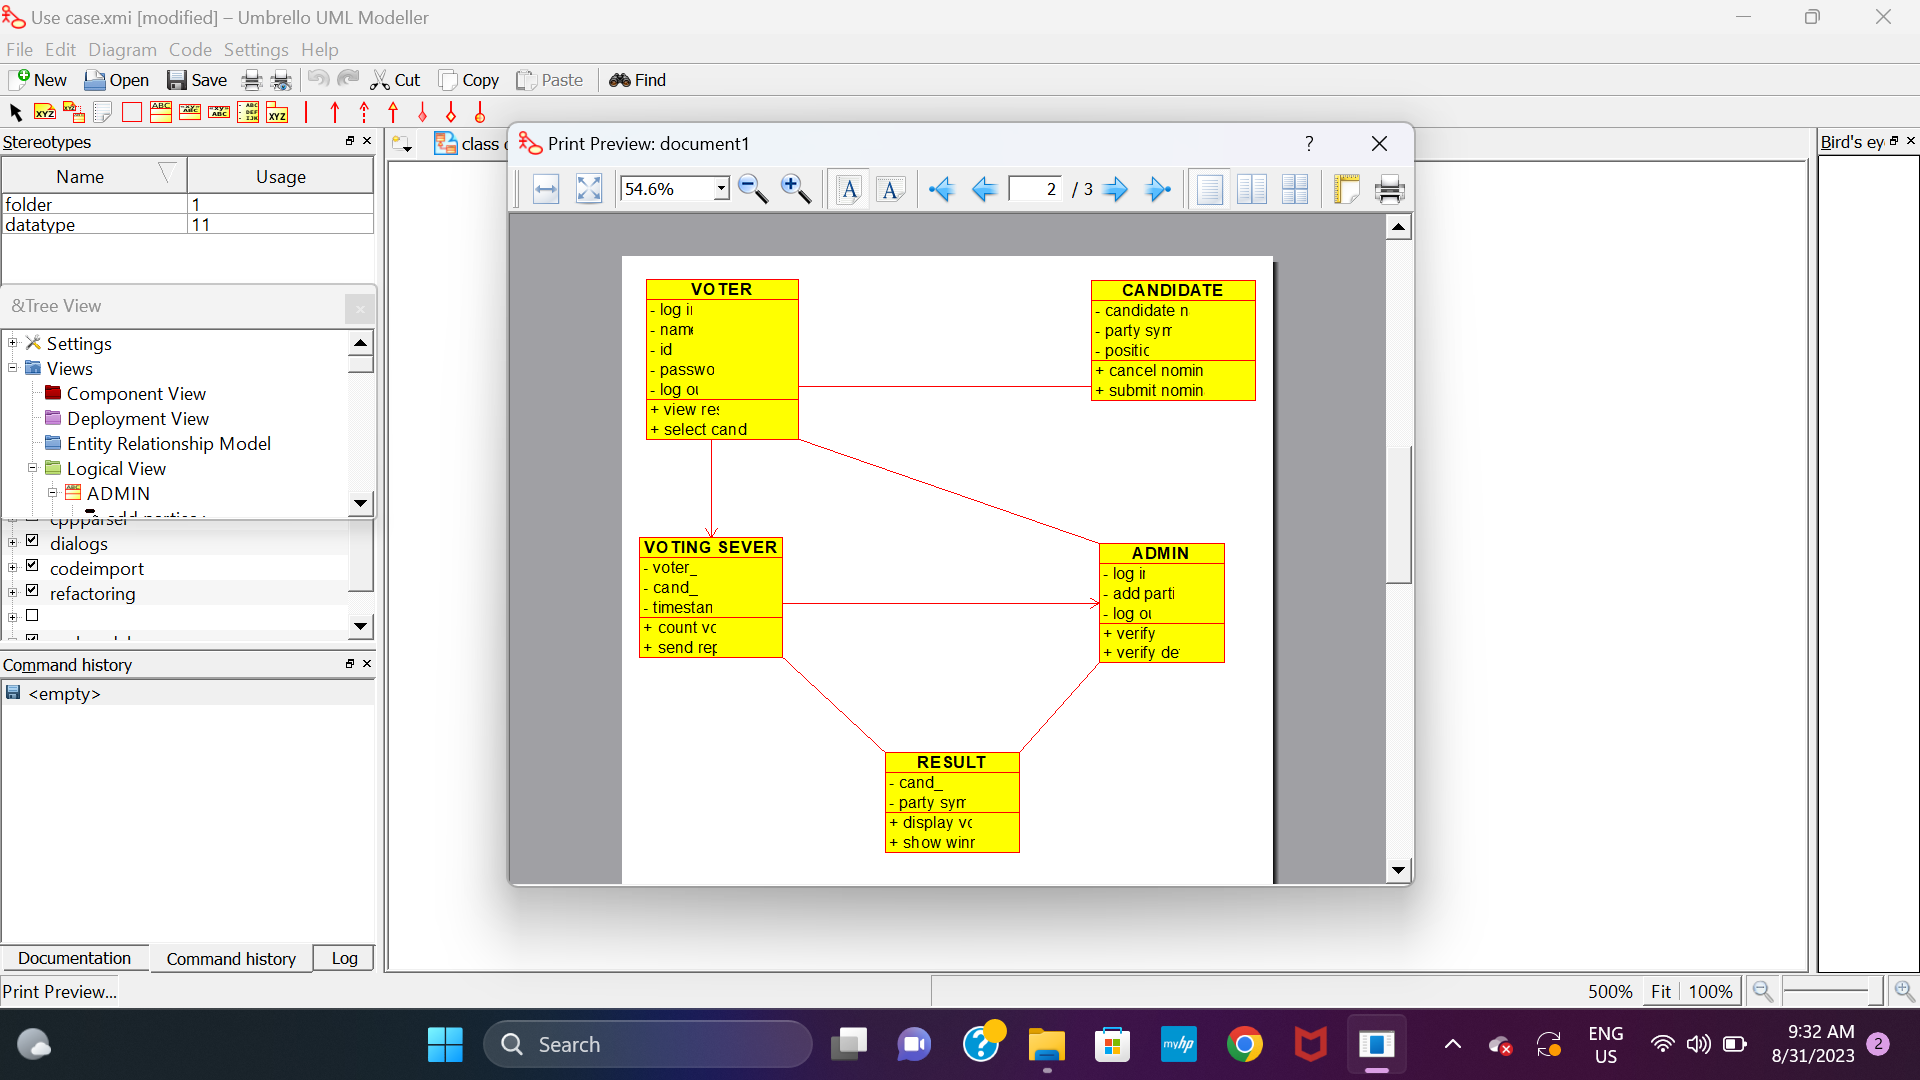 Use case.xmi [modified] – Umbrello UML Modeller
File Edit Diagram Code Settings Help
New Open Save Cut Copy Paste Find
Stereotypes
Name Usage
folder 1
datatype 11
&Tree View
Settings
Views
Component View
Deployment View
Entity Relationship Model
Logical View
ADMIN
cppparser
dialogs
codeimport
refactoring
Command history
<empty>
Documentation Command history Log
Print Preview...
class
Print Preview: document1
?
54.6%
A A
2 / 3
VOTER
- log i
- name
- id
- passwo
- log ou
+ view res
+ select cand
CANDIDATE
- candidate n
- party sym
- positic
+ cancel nomin
+ submit nomin
VOTING SEVER
- voter_
- cand_
- timestan
+ count vc
+ send rep
ADMIN
- log i
- add parti
- log ou
+ verify
+ verify de
RESULT
- cand_
- party sym
+ display vc
+ show winr
Bird's ey
500% Fit 100%
Search
myhp
ENG
US
9:32 AM
8/31/2023
2